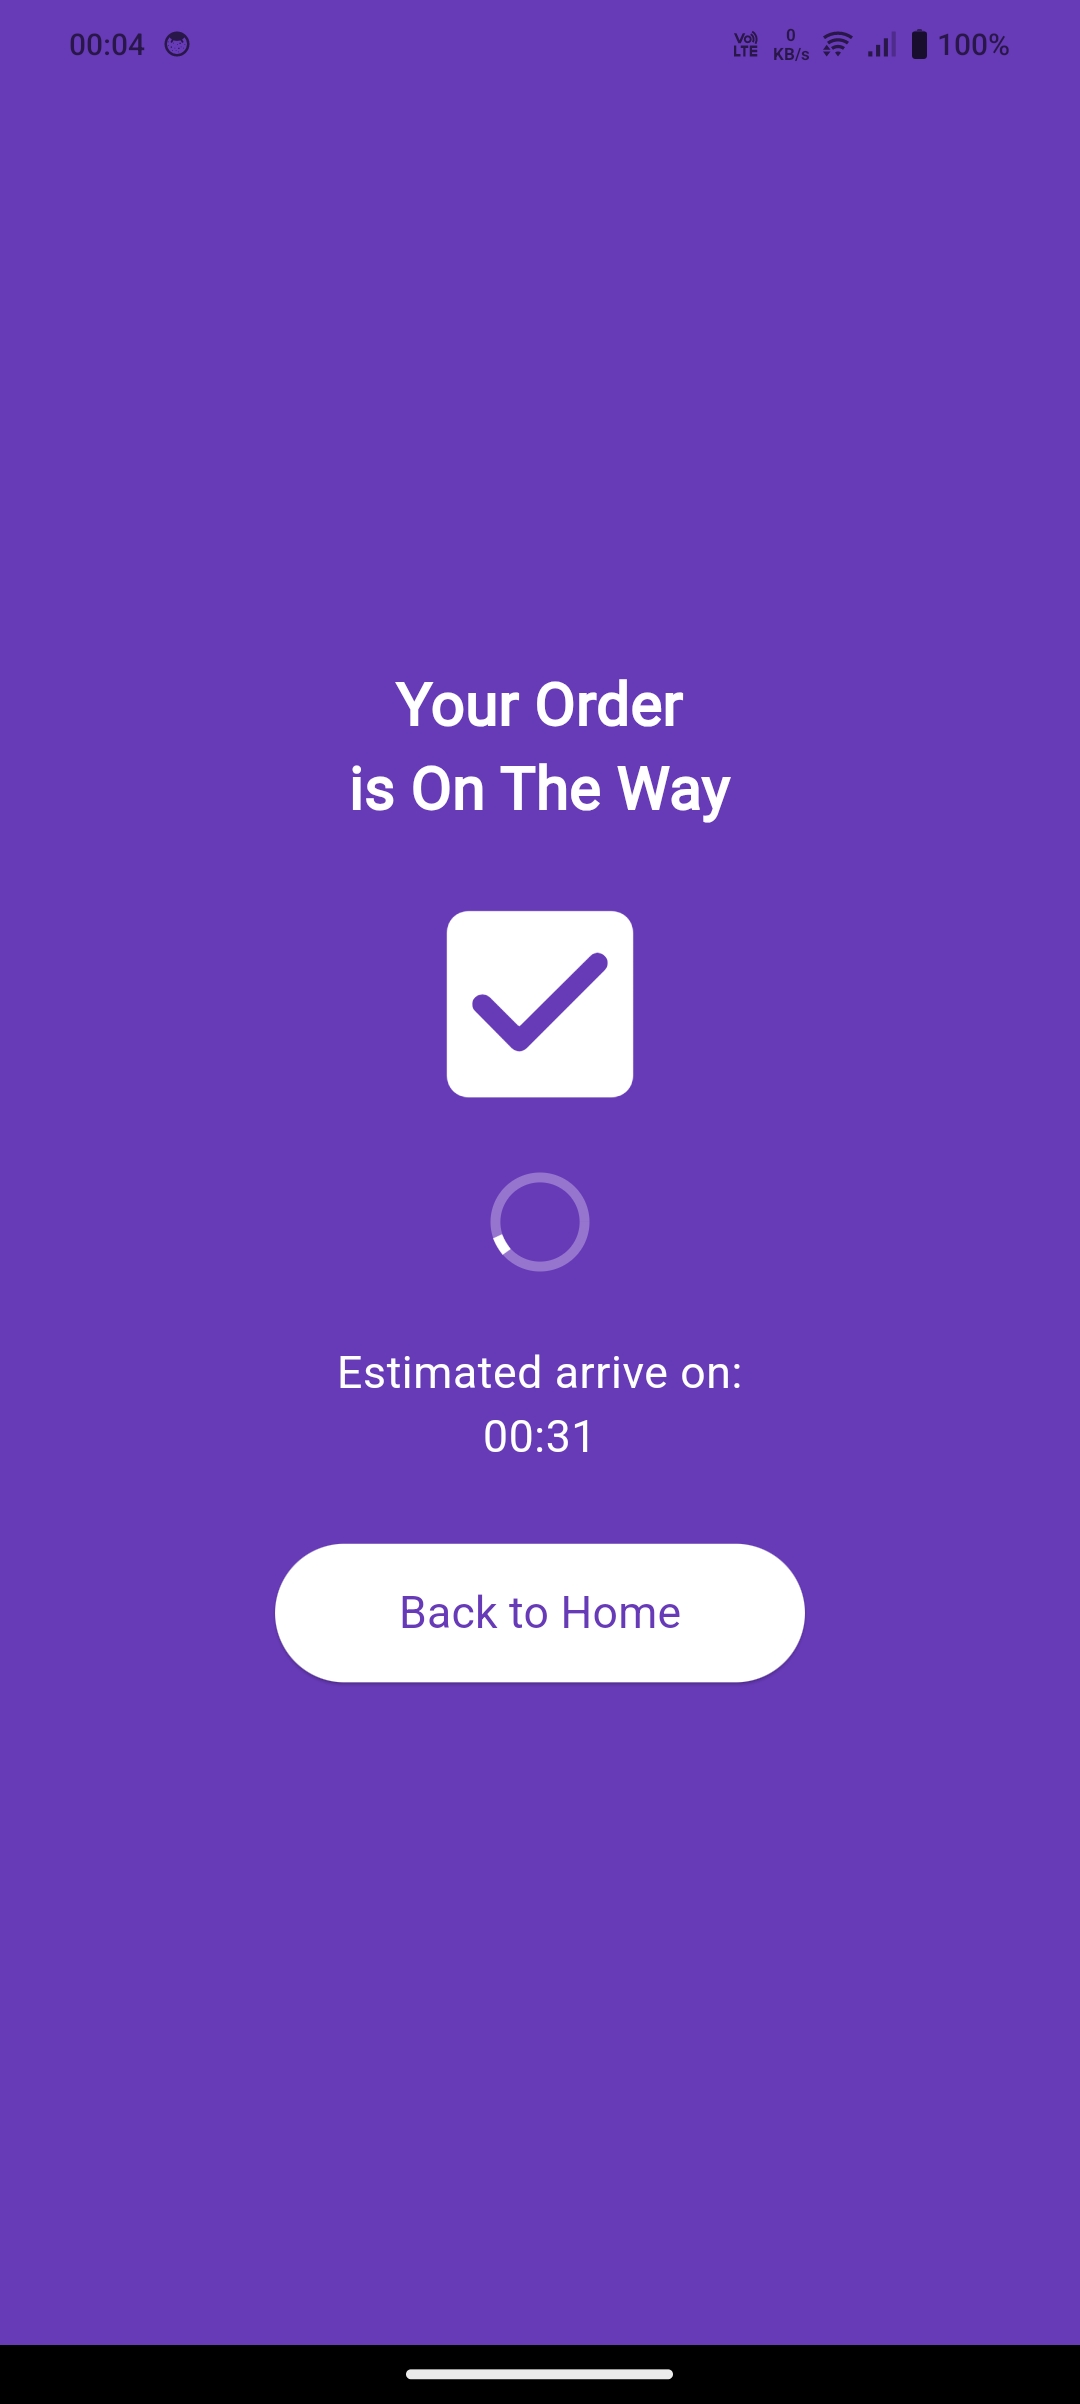 00:04
Vo LTE 0 KB/s 100%
Your Order
is On The Way
Estimated arrive on:
00:31
Back to Home